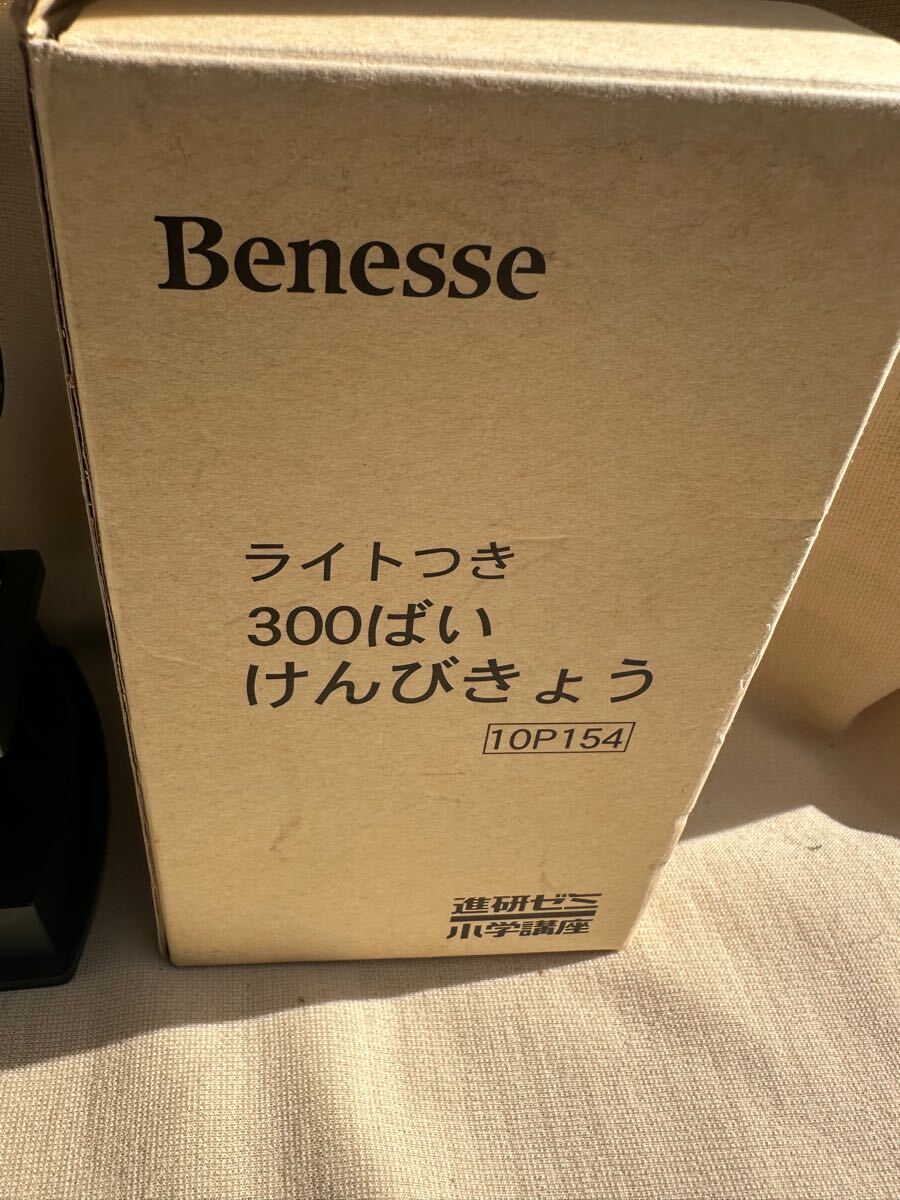 Benesse
ライトつき
300ばい
けんびきょう
10P154
進研ゼミ
小学講座